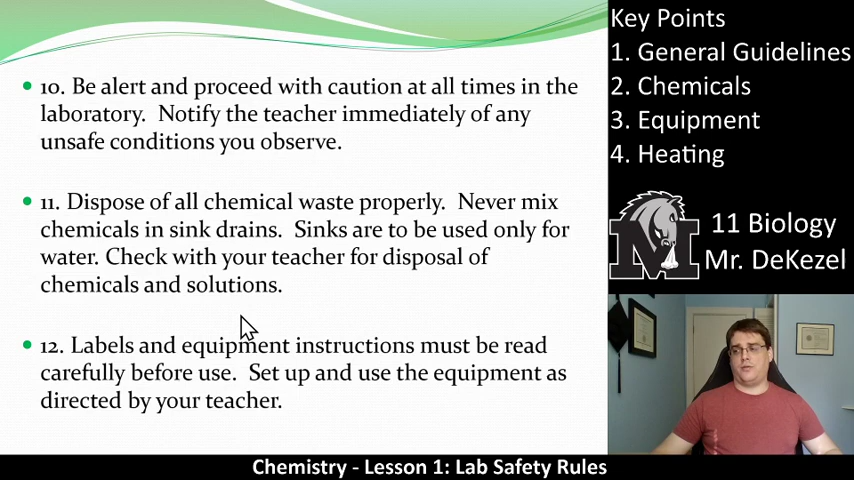 • 10. Be alert and proceed with caution at all times in the
laboratory.  Notify the teacher immediately of any
unsafe conditions you observe.
• 11. Dispose of all chemical waste properly.  Never mix
chemicals in sink drains.  Sinks are to be used only for
water. Check with your teacher for disposal of
chemicals and solutions.
• 12. Labels and equipment instructions must be read
carefully before use.  Set up and use the equipment as
directed by your teacher.
Key Points
1. General Guidelines
2. Chemicals
3. Equipment
4. Heating
M
11 Biology
Mr. DeKezel
Chemistry - Lesson 1: Lab Safety Rules